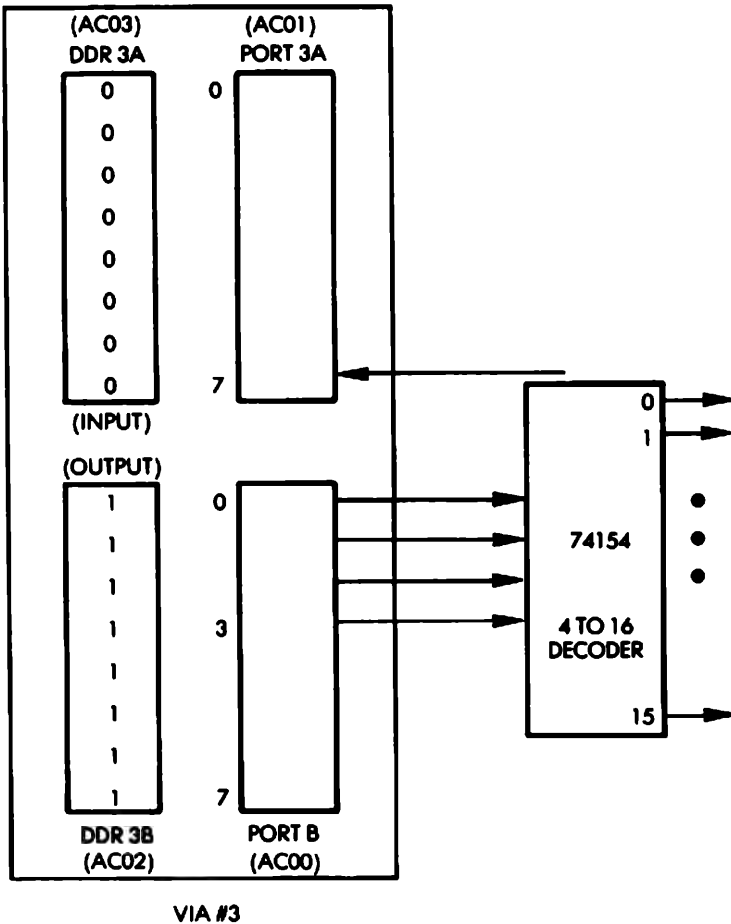 (AC03)
DDR 3A
(AC01)
PORT 3A
0
0
0
0
0
0
0
0
0
7
(INPUT)
(OUTPUT)
1
1
1
1
1
1
1
1
0
3
7
DDR 3B
(AC02)
PORT B
(AC00)
0
1
74154
4 TO 16
DECODER
15
VIA #3